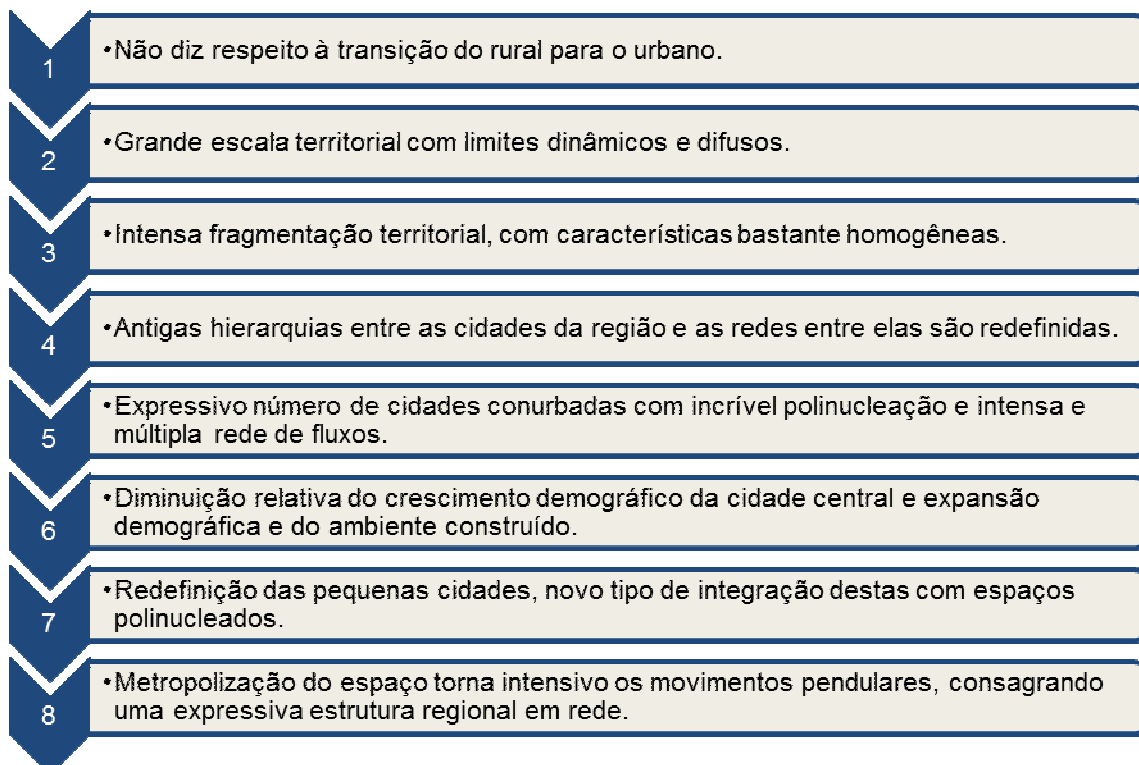 1
•Não diz respeito à transição do rural para o urbano.
2
•Grande escala territorial com limites dinâmicos e difusos.
3
•Intensa fragmentação territorial, com características bastante homogêneas.
4
•Antigas hierarquias entre as cidades da região e as redes entre elas são redefinidas.
5
•Expressivo número de cidades conurbadas com incrível polinucleação e intensa e
múltipla rede de fluxos.
6
•Diminuição relativa do crescimento demográfico da cidade central e expansão
demográfica e do ambiente construído.
7
•Redefinição das pequenas cidades, novo tipo de integração destas com espaços
polinucleados.
8
•Metropolização do espaço torna intensivo os movimentos pendulares, consagrando
uma expressiva estrutura regional em rede.